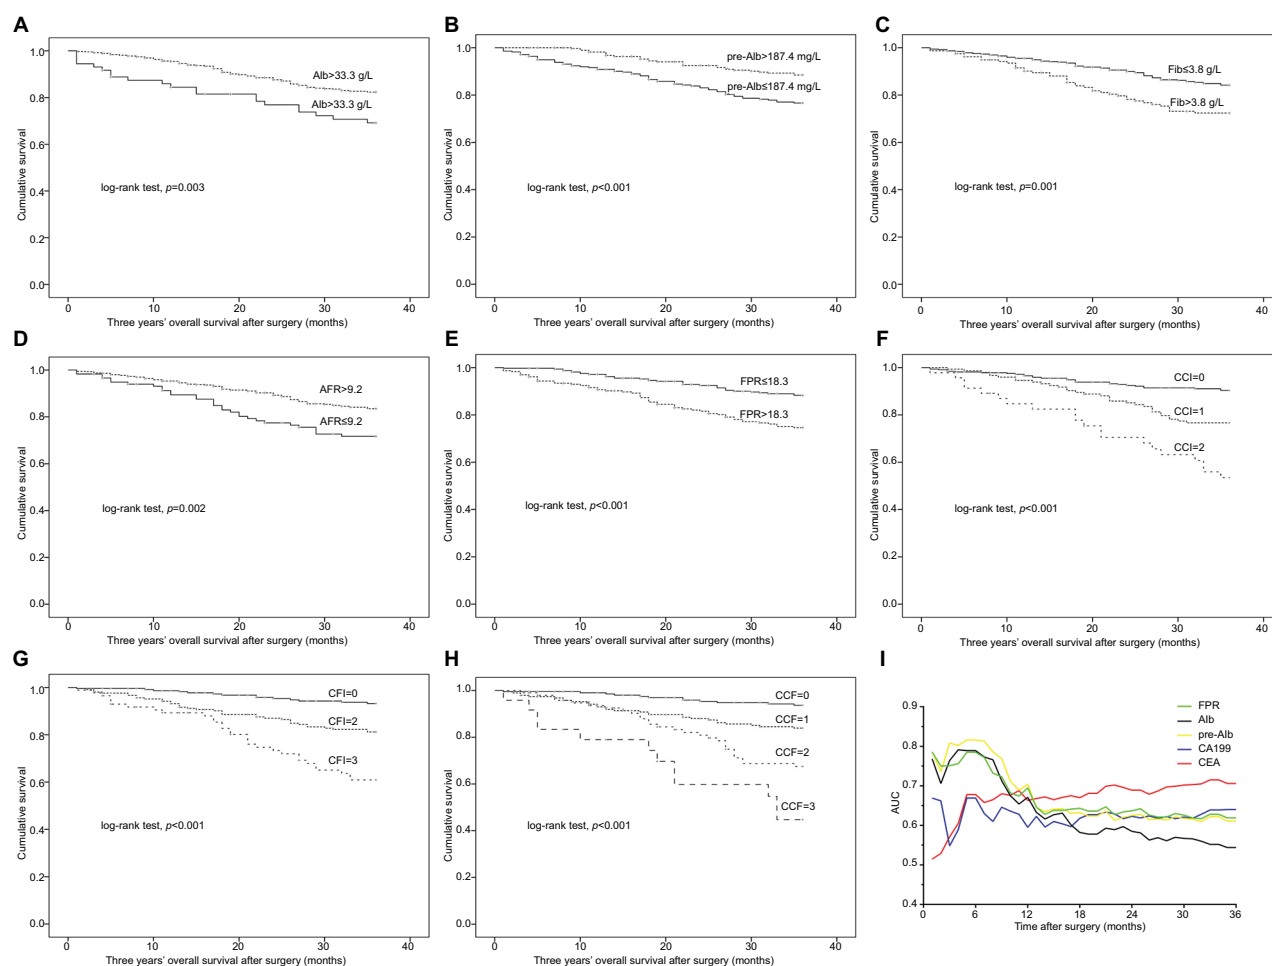 A
Cumulative survival
1.0
0.8
0.6
0.4
0.2
0.0
Alb>33.3 g/L
Alb>33.3 g/L
log-rank test, p=0.003
0 10 20 30 40
Three years' overall survival after surgery (months)
B
Cumulative survival
1.0
0.8
0.6
0.4
0.2
0.0
pre-Alb>187.4 mg/L
pre-Alb≤187.4 mg/L
log-rank test, p<0.001
0 10 20 30 40
Three years' overall survival after surgery (months)
C
Cumulative survival
1.0
0.8
0.6
0.4
0.2
0.0
Fib≤3.8 g/L
Fib>3.8 g/L
log-rank test, p=0.001
0 10 20 30 40
Three years' overall survival after surgery (months)
D
Cumulative survival
1.0
0.8
0.6
0.4
0.2
0.0
AFR>9.2
AFR≤9.2
log-rank test, p=0.002
0 10 20 30 40
Three years' overall survival after surgery (months)
E
Cumulative survival
1.0
0.8
0.6
0.4
0.2
0.0
FPR≤18.3
FPR>18.3
log-rank test, p<0.001
0 10 20 30 40
Three years' overall survival after surgery (months)
F
Cumulative survival
1.0
0.8
0.6
0.4
0.2
0.0
CCI=0
CCI=1
CCI=2
log-rank test, p<0.001
0 10 20 30 40
Three years' overall survival after surgery (months)
G
Cumulative survival
1.0
0.8
0.6
0.4
0.2
0.0
CFI=0
CFI=2
CFI=3
log-rank test, p<0.001
0 10 20 30 40
Three years' overall survival after surgery (months)
H
Cumulative survival
1.0
0.8
0.6
0.4
0.2
0.0
CCF=0
CCF=1
CCF=2
CCF=3
log-rank test, p<0.001
0 10 20 30 40
Three years' overall survival after surgery (months)
I
FPR
Alb
pre-Alb
CA199
CEA
AUC
0.9
0.8
0.7
0.6
0.5
0.4
0 6 12 18 24 30 36
Time after surgery (months)